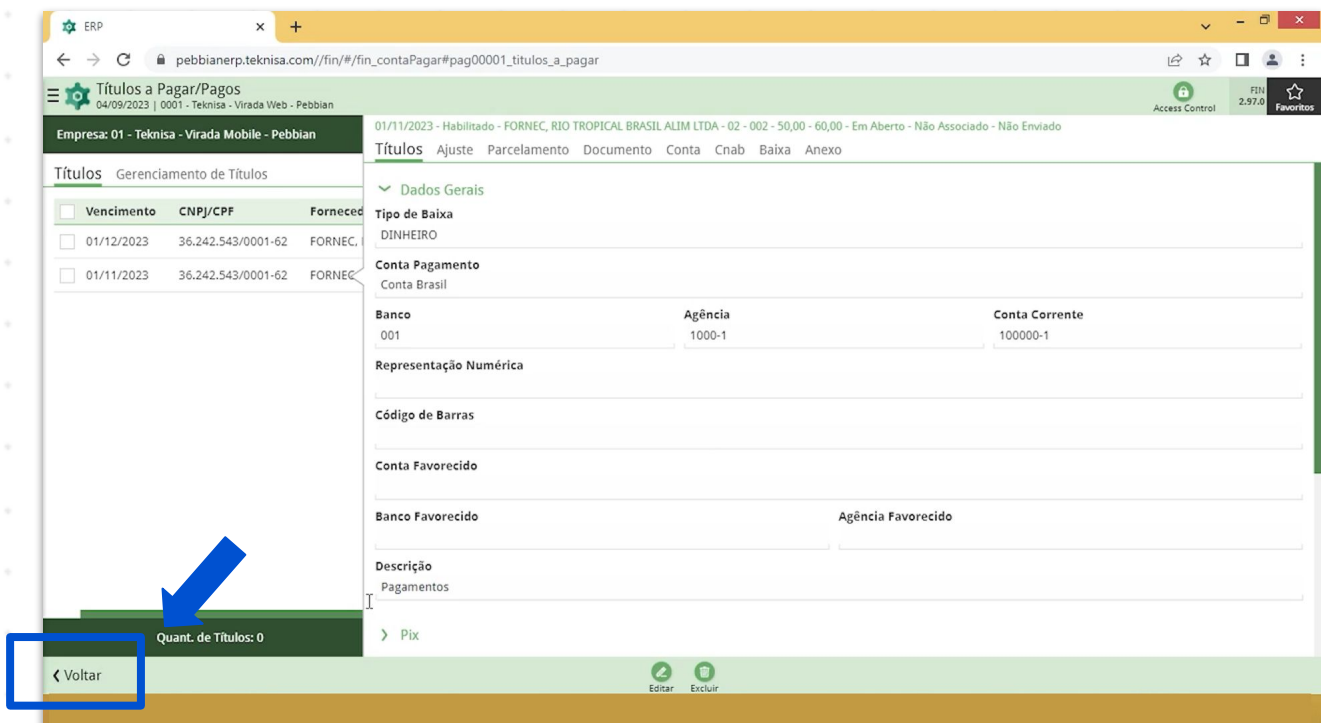 ERP
pebbianerp.teknisa.com//fin/#/fin_contaPagar#pag00001_titulos_a_pagar
Títulos a Pagar/Pagos
04/09/2023 | 0001 - Teknisa - Virada Web - Pebbian
Access Control
FIN
2.97.0
Favoritos
Empresa: 01 - Teknisa - Virada Mobile - Pebbian
Títulos Gerenciamento de Títulos
Vencimento CNPJ/CPF Forneced
01/12/2023 36.242.543/0001-62 FORNEC,
01/11/2023 36.242.543/0001-62 FORNEC
Quant. de Títulos: 0
01/11/2023 - Habilitado - FORNEC, RIO TROPICAL BRASIL ALIM LTDA - 02 - 002 - 50,00 - 60,00 - Em Aberto - Não Associado - Não Enviado
Títulos Ajuste Parcelamento Documento Conta Cnab Baixa Anexo
Dados Gerais
Tipo de Baixa
DINHEIRO
Conta Pagamento
Conta Brasil
Banco Agência Conta Corrente
001 1000-1 100000-1
Representação Numérica
Código de Barras
Conta Favorecido
Banco Favorecido Agência Favorecido
Descrição
Pagamentos
Pix
Voltar
Editar Excluir